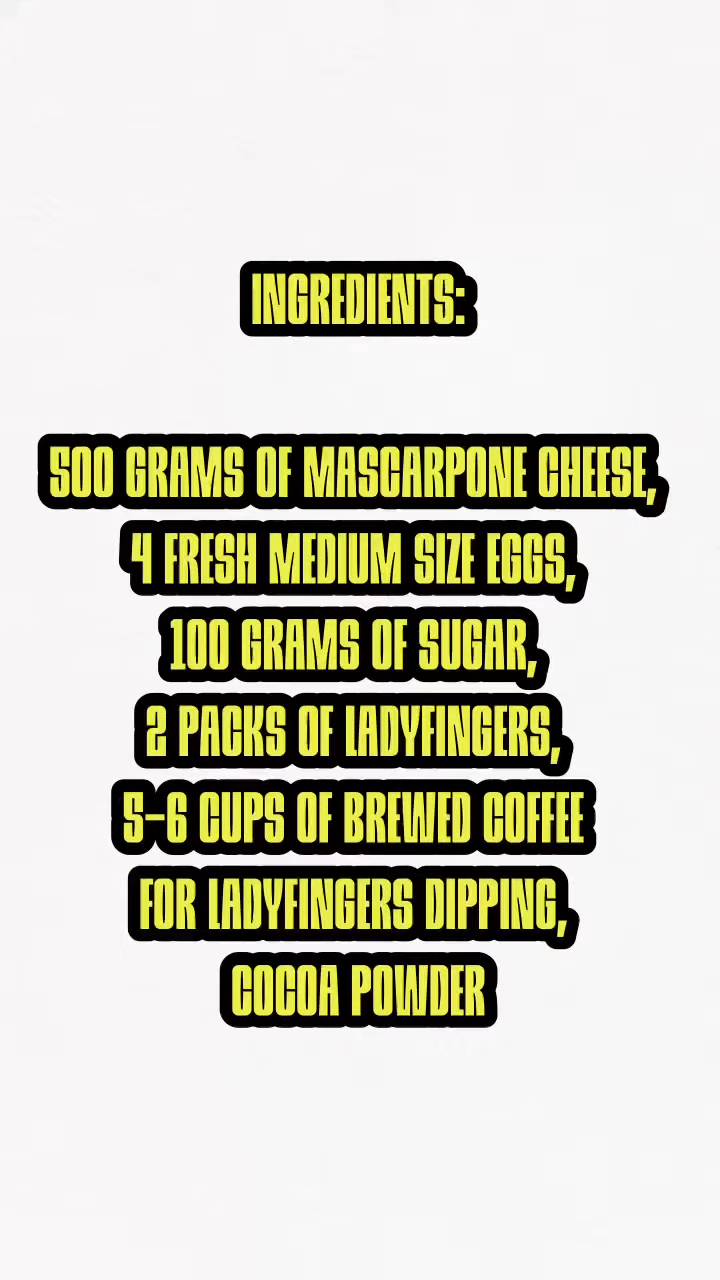 INGREDIENTS:
500 GRAMS OF MASCARPONE CHEESE,
4 FRESH MEDIUM SIZE EGGS,
100 GRAMS OF SUGAR,
2 PACKS OF LADYFINGERS,
5-6 CUPS OF BREWED COFFEE
FOR LADYFINGERS DIPPING,
COCOA POWDER